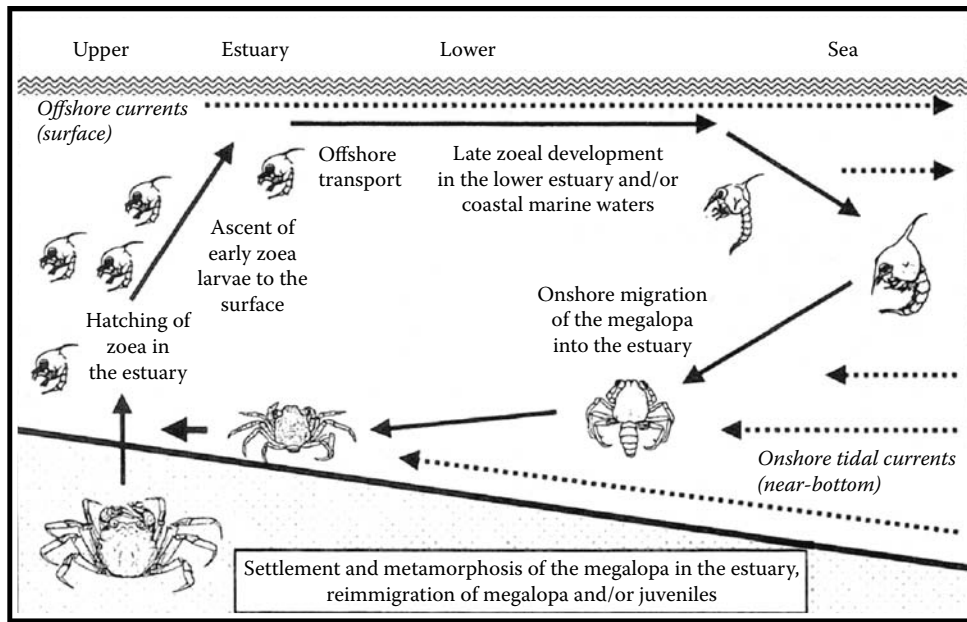 Upper
Estuary
Lower
Sea
Offshore currents
(surface)
Offshore
transport
Late zoeal development
in the lower estuary and/or
coastal marine waters
Ascent of
early zoea
larvae to the
surface
Hatching of
zoea in
the estuary
Onshore migration
of the megalopa
into the estuary
Onshore tidal currents
(near-bottom)
Settlement and metamorphosis of the megalopa in the estuary,
reimmigration of megalopa and/or juveniles